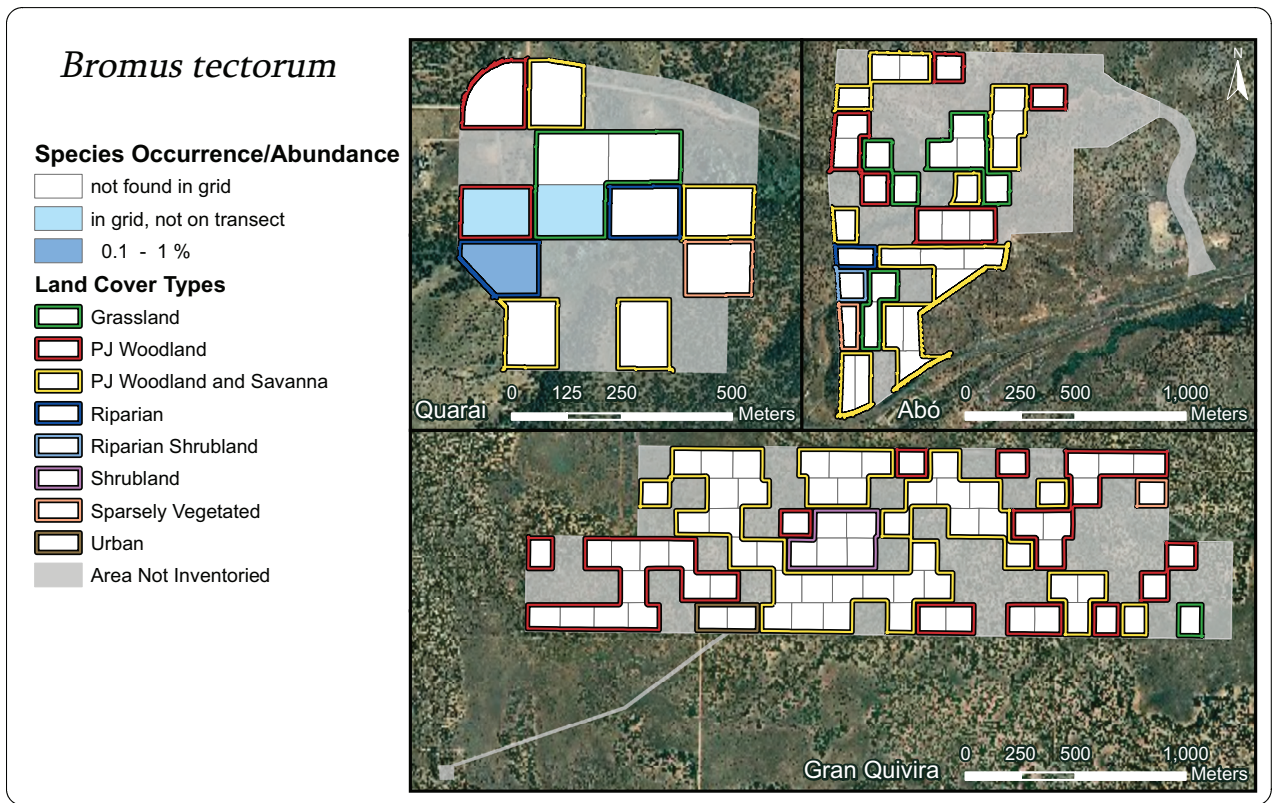 Bromus tectorum
Species Occurrence/Abundance
not found in grid
in grid, not on transect
0.1 - 1 %
Land Cover Types
Grassland
PJ Woodland
PJ Woodland and Savanna
Riparian
Riparian Shrubland
Shrubland
Sparsely Vegetated
Urban
Area Not Inventoried
Quarai
0 125 250 500
Meters
N
Abó
0 250 500 1,000
Meters
Gran Quivira
0 250 500 1,000
Meters